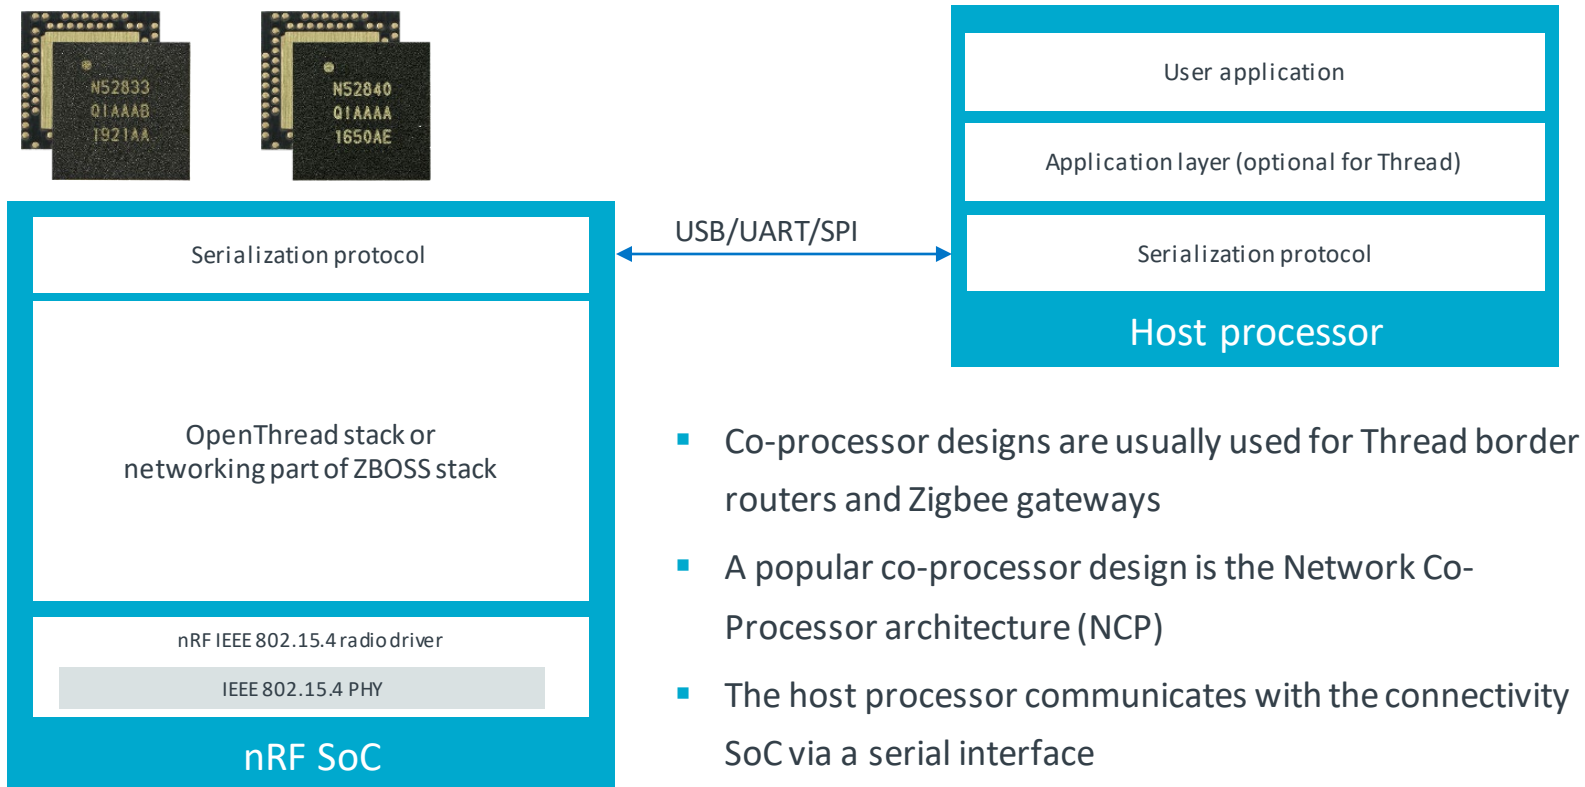 N52833
QIAAAB
1921AA
N52840
QIAAAA
1650AE
User application
Application layer (optional for Thread)
Serialization protocol
Host processor
USB/UART/SPI
Serialization protocol
OpenThread stack or
networking part of ZBOSS stack
nRF IEEE 802.15.4 radio driver
IEEE 802.15.4 PHY
nRF SoC
▪ Co-processor designs are usually used for Thread border
routers and Zigbee gateways
▪ A popular co-processor design is the Network Co-
Processor architecture (NCP)
▪ The host processor communicates with the connectivity
SoC via a serial interface